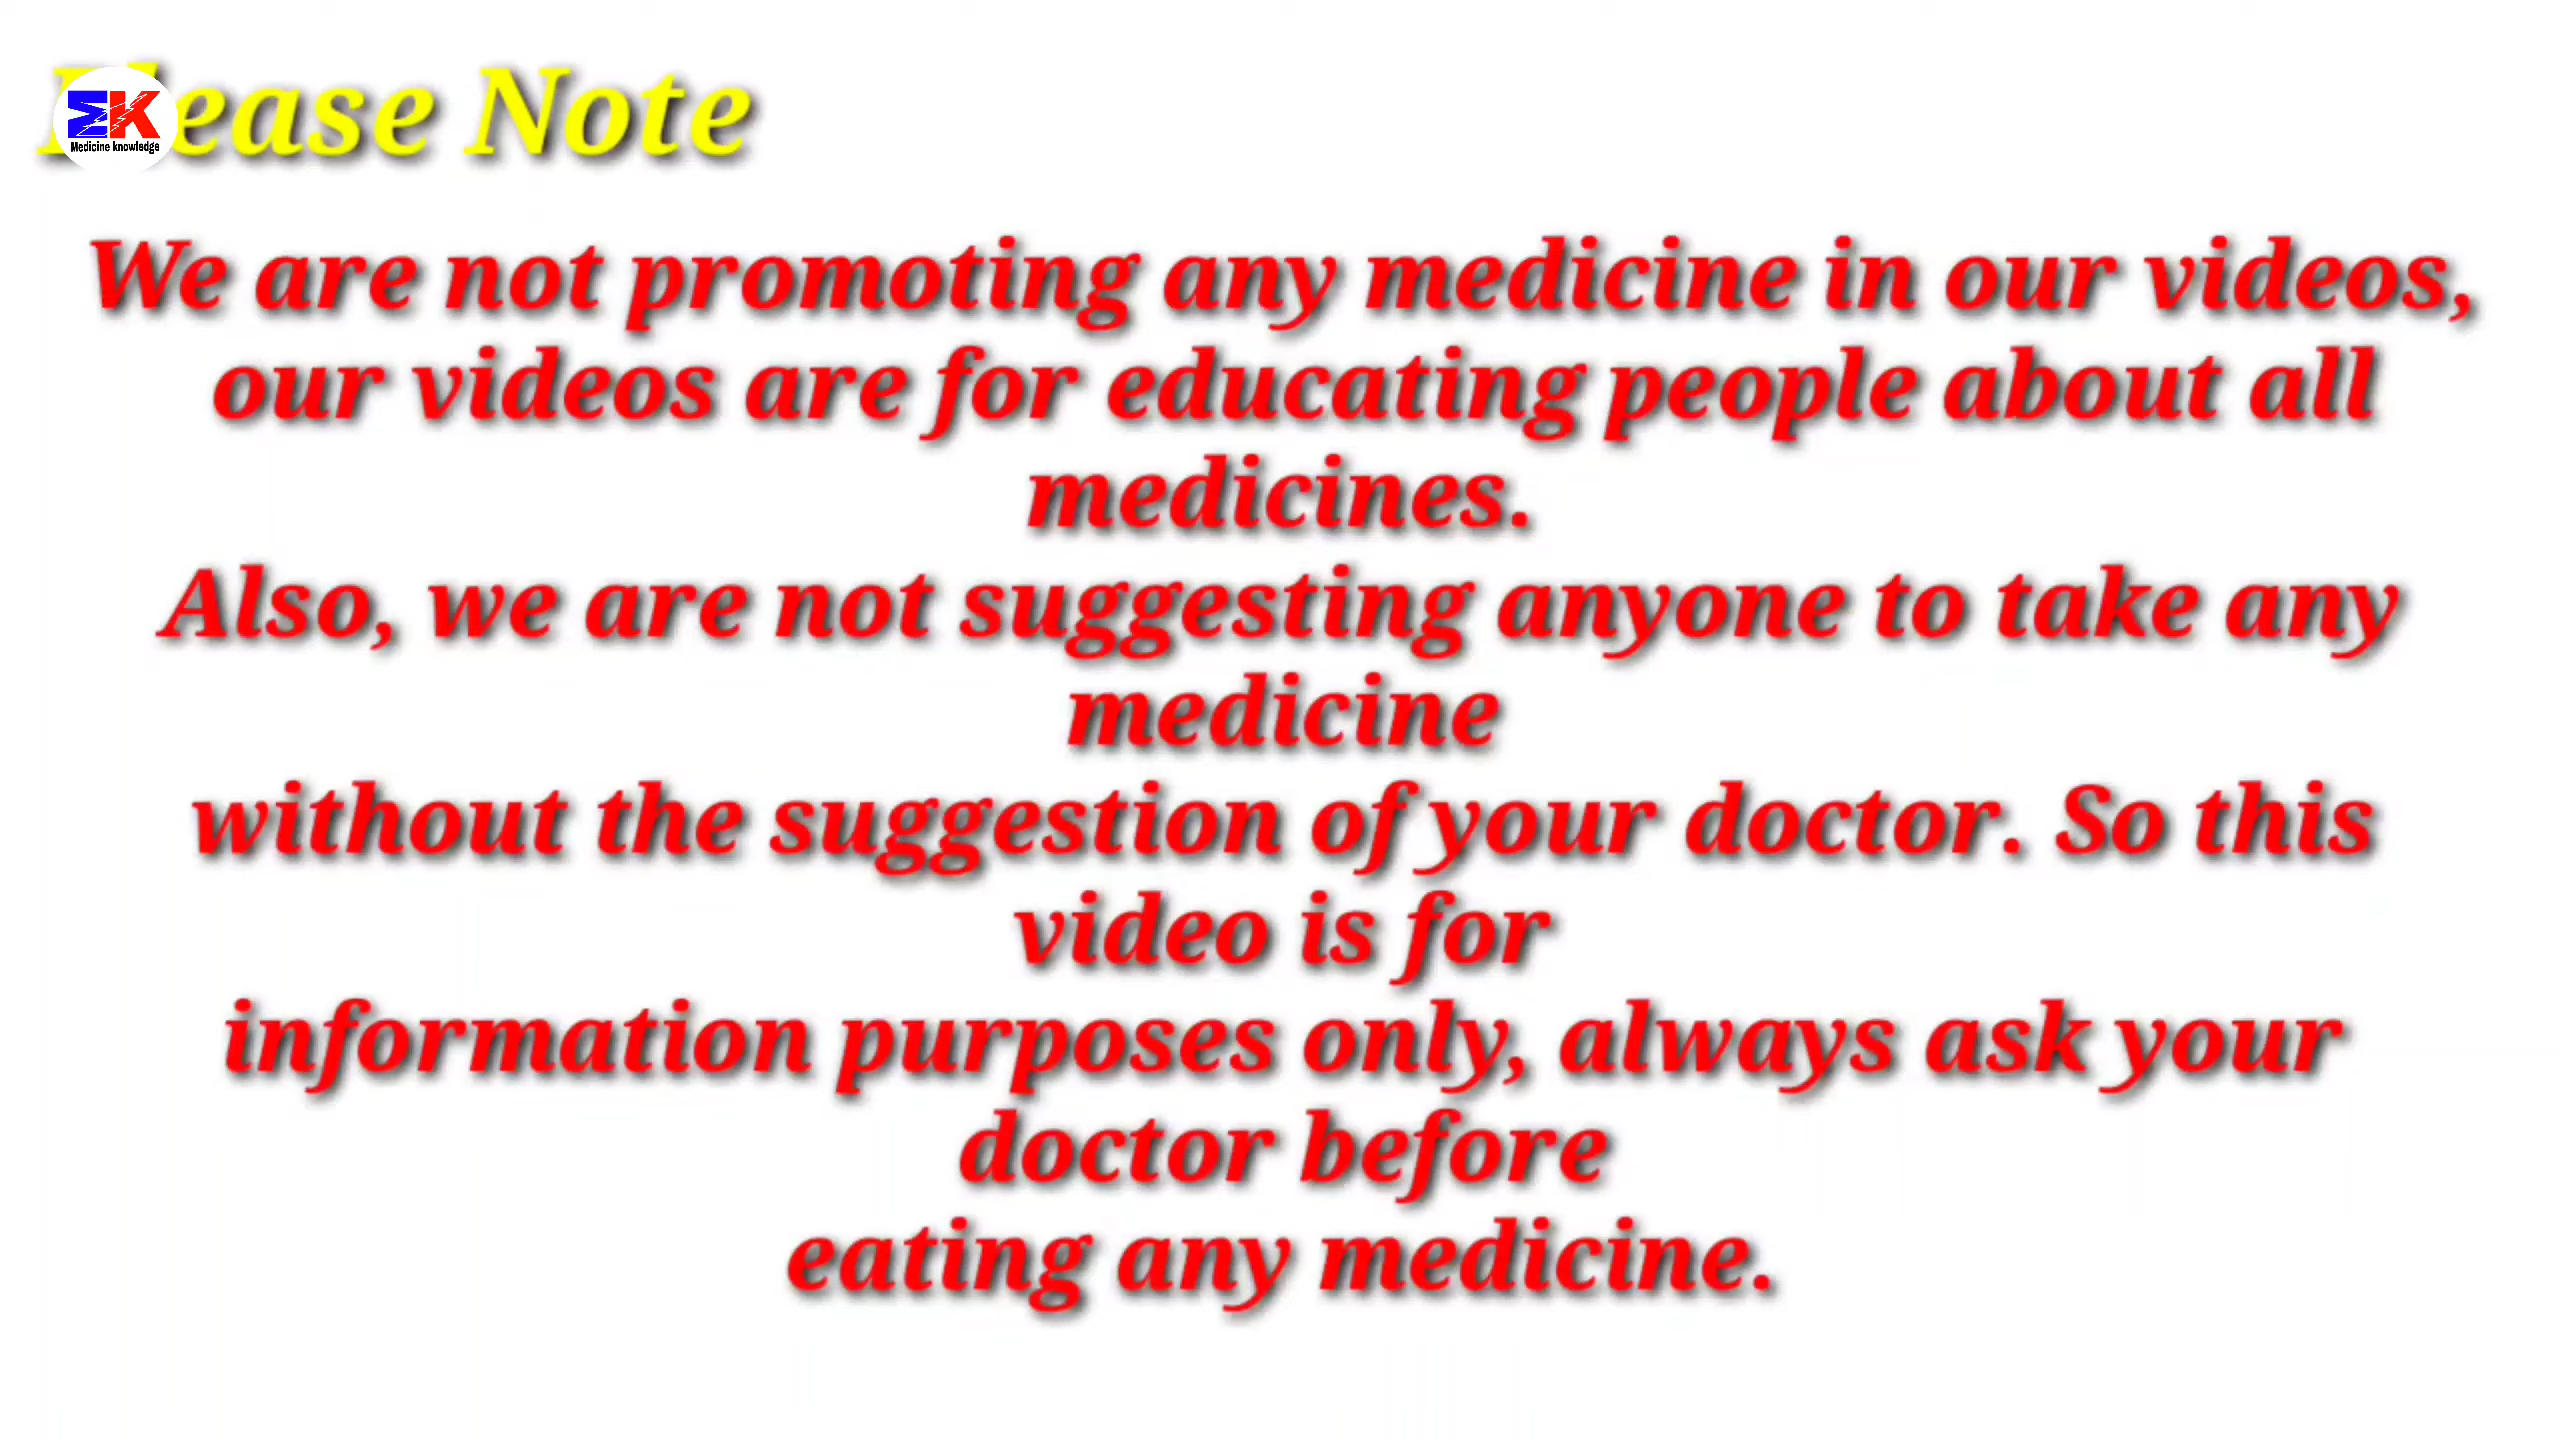 Please Note
MK
Medicine knowledge
We are not promoting any medicine in our videos,
our videos are for educating people about all
medicines.
Also, we are not suggesting anyone to take any
medicine
without the suggestion of your doctor. So this
video is for
information purposes only, always ask your
doctor before
eating any medicine.